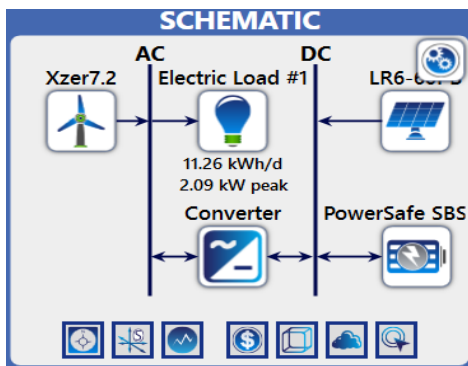 SCHEMATIC
AC DC
Xzer7.2 Electric Load #1
11.26 kWh/d
2.09 kW peak
Converter PowerSafe SBS